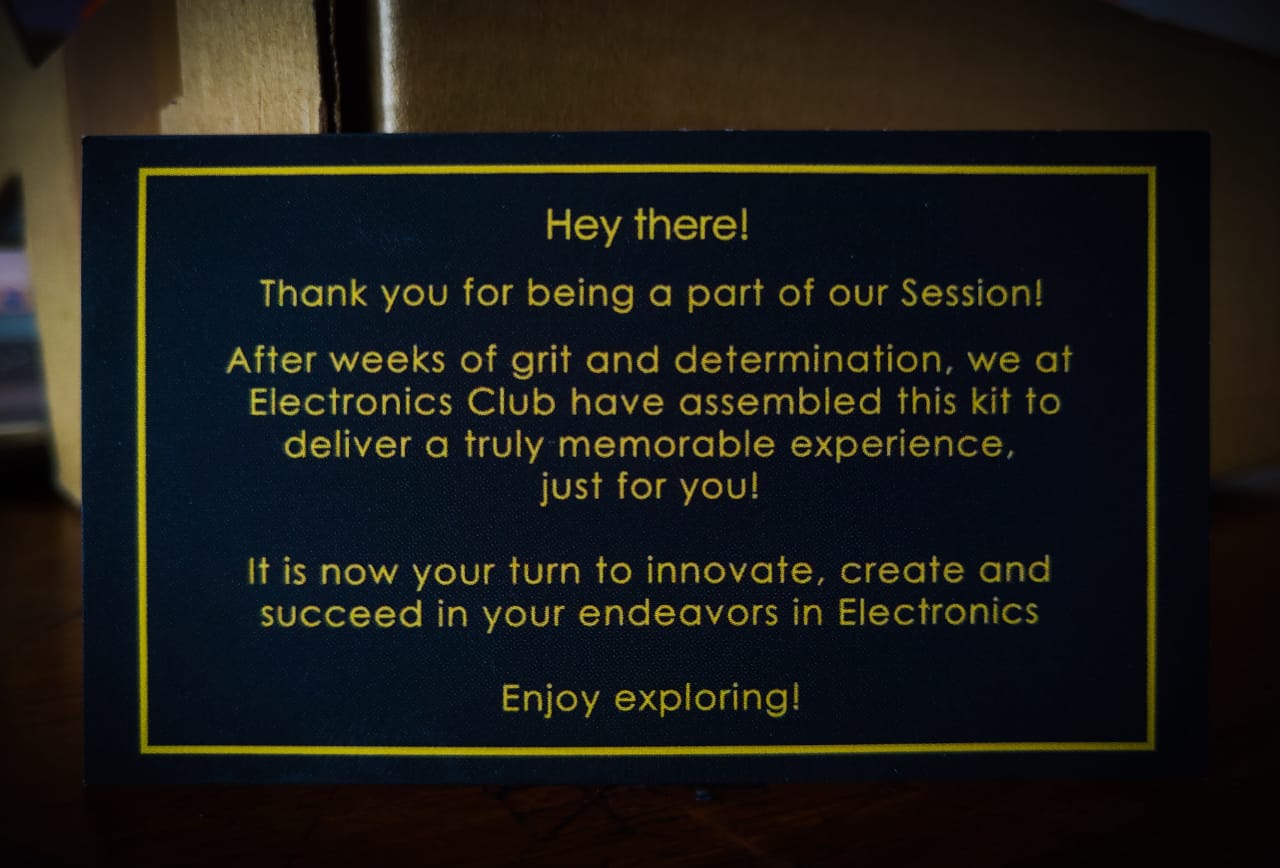 Hey there!
Thank you for being a part of our Session!
After weeks of grit and determination, we at
Electronics Club have assembled this kit to
deliver a truly memorable experience,
just for you!
It is now your turn to innovate, create and
succeed in your endeavors in Electronics
Enjoy exploring!